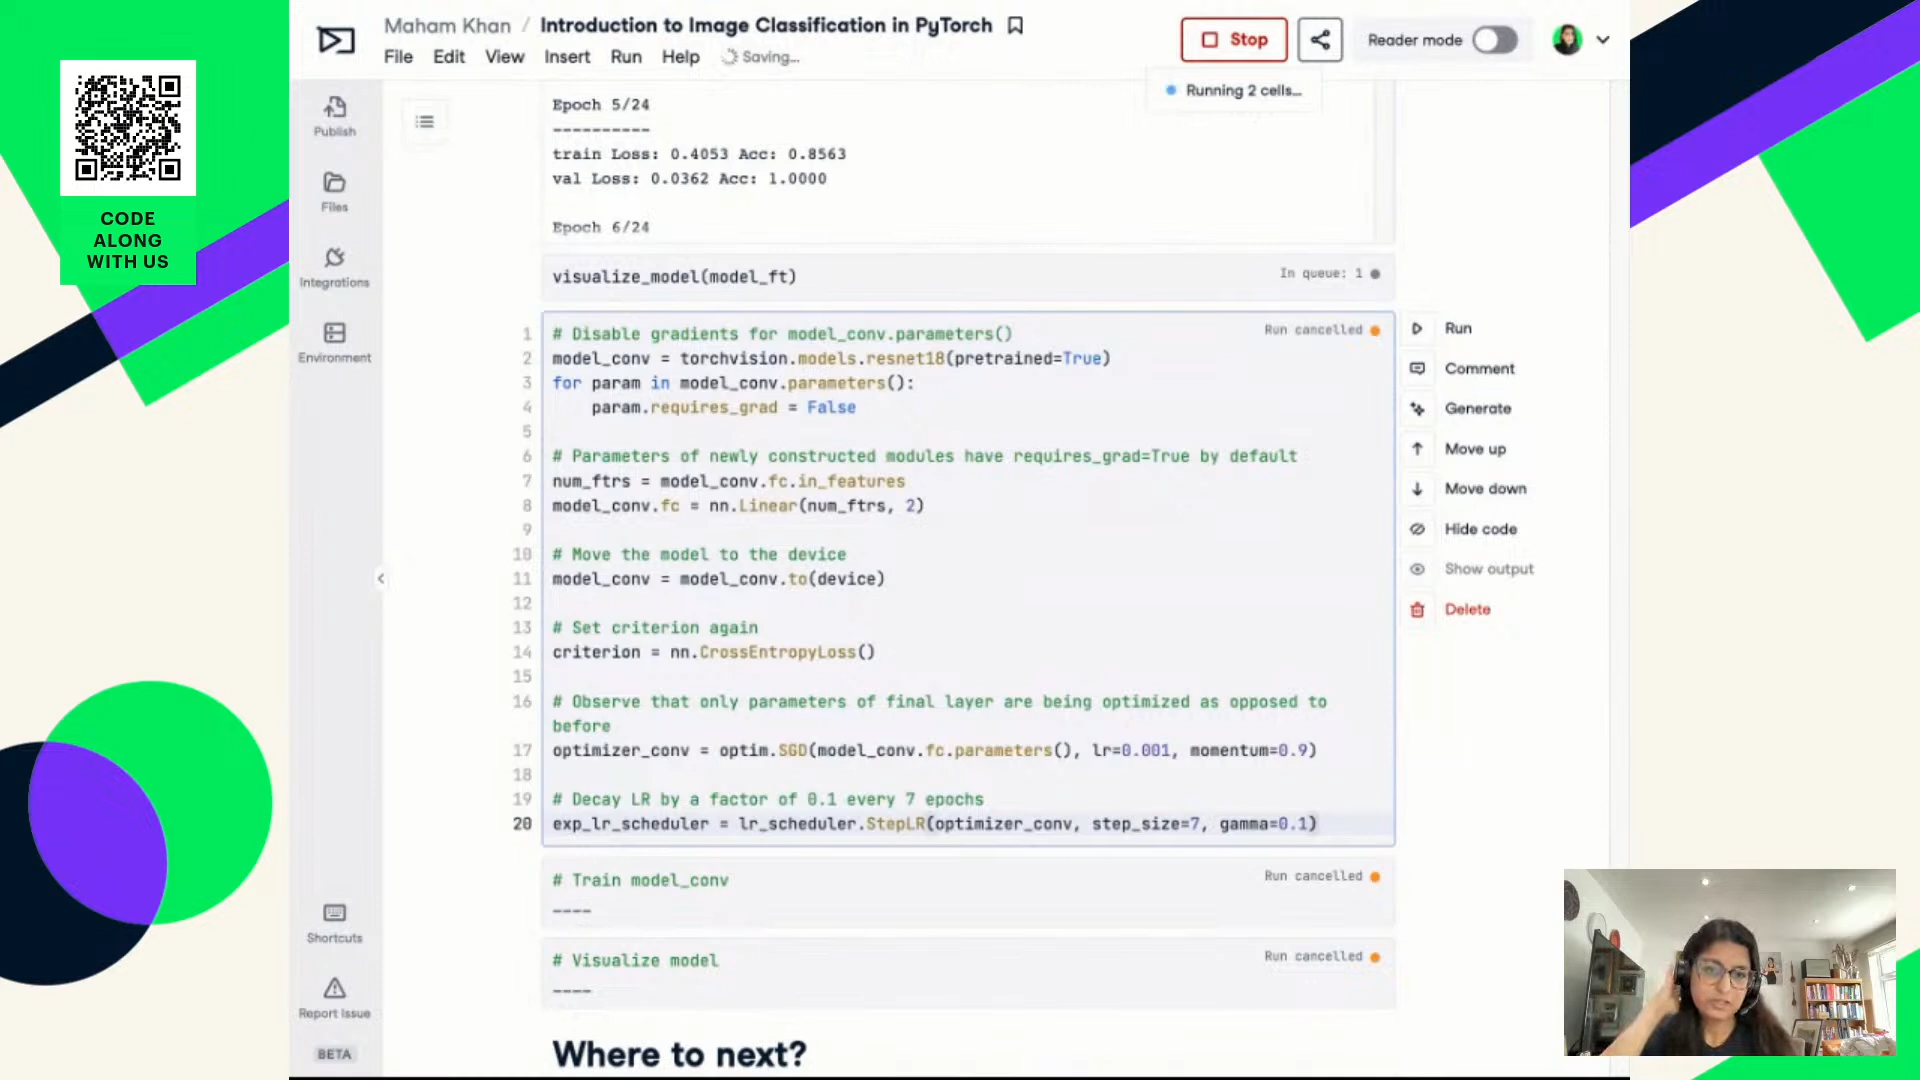 CODE
ALONG
WITH US
Maham Khan / Introduction to Image Classification in PyTorch
File Edit View Insert Run Help Saving...
Stop
Reader mode
Running 2 cells...
Publish
Files
Integrations
Environment
Shortcuts
Report Issue
BETA
Epoch 5/24
----------
train Loss: 0.4053 Acc: 0.8563
val Loss: 0.0362 Acc: 1.0000
Epoch 6/24
visualize_model(model_ft)
In queue: 1
Run cancelled
1 # Disable gradients for model_conv.parameters()
2 model_conv = torchvision.models.resnet18(pretrained=True)
3 for param in model_conv.parameters():
4     param.requires_grad = False
5
6 # Parameters of newly constructed modules have requires_grad=True by default
7 num_ftrs = model_conv.fc.in_features
8 model_conv.fc = nn.Linear(num_ftrs, 2)
9
10 # Move the model to the device
11 model_conv = model_conv.to(device)
12
13 # Set criterion again
14 criterion = nn.CrossEntropyLoss()
15
16 # Observe that only parameters of final layer are being optimized as opposed to
before
17 optimizer_conv = optim.SGD(model_conv.fc.parameters(), lr=0.001, momentum=0.9)
18
19 # Decay LR by a factor of 0.1 every 7 epochs
20 exp_lr_scheduler = lr_scheduler.StepLR(optimizer_conv, step_size=7, gamma=0.1)
Run
Comment
Generate
Move up
Move down
Hide code
Show output
Delete
# Train model_conv
Run cancelled
----
# Visualize model
Run cancelled
----
Where to next?